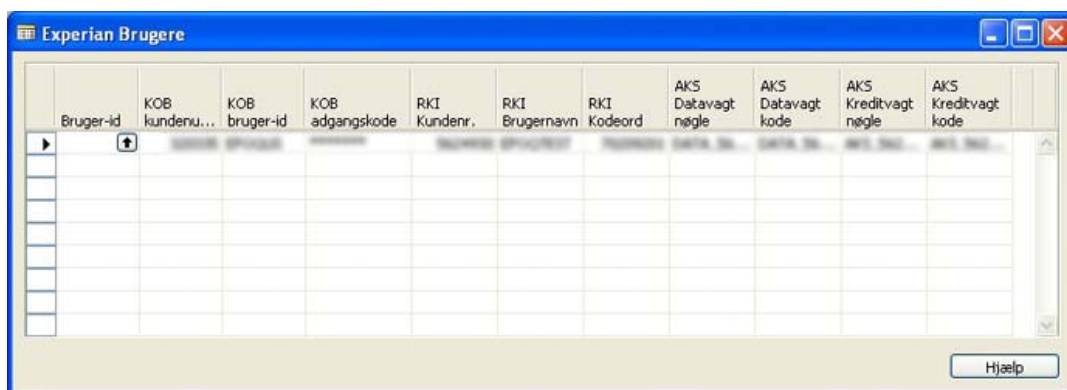 Experian Brugere
Bruger-id KOB kundenu... KOB bruger-id KOB adgangskode RKI Kundenr. RKI Brugernavn RKI Kodeord AKS Datavagt nøgle AKS Datavagt kode AKS Kreditvagt nøgle AKS Kreditvagt kode
Hjælp